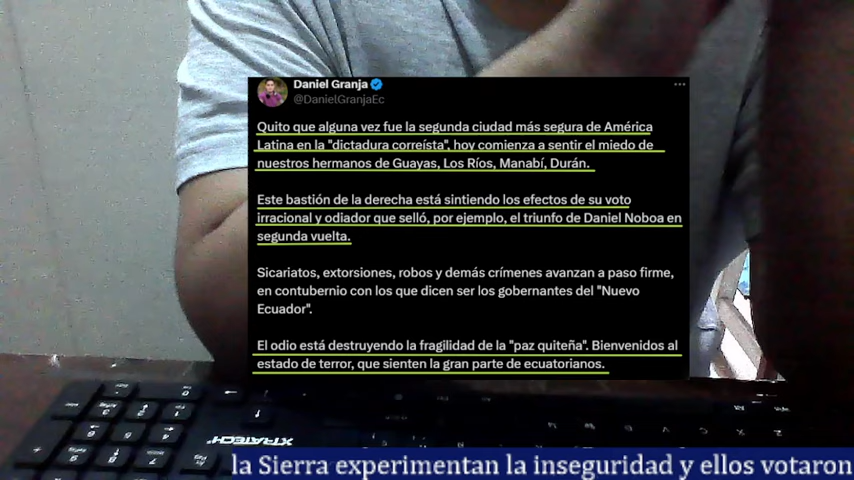 Daniel Granja
@DanielGranjaEc
Quito que alguna vez fue la segunda ciudad más segura de América
Latina en la "dictadura correísta", hoy comienza a sentir el miedo de
nuestros hermanos de Guayas, Los Ríos, Manabí, Durán.
Este bastión de la derecha está sintiendo los efectos de su voto
irracional y odiador que selló, por ejemplo, el triunfo de Daniel Noboa en
segunda vuelta.
Sicariatos, extorsiones, robos y demás crímenes avanzan a paso firme,
en contubernio con los que dicen ser los gobernantes del "Nuevo
Ecuador".
El odio está destruyendo la fragilidad de la "paz quiteña". Bienvenidos al
estado de terror, que sienten la gran parte de ecuatorianos.
XTRATECH
la Sierra experimentan la inseguridad y ellos votaron